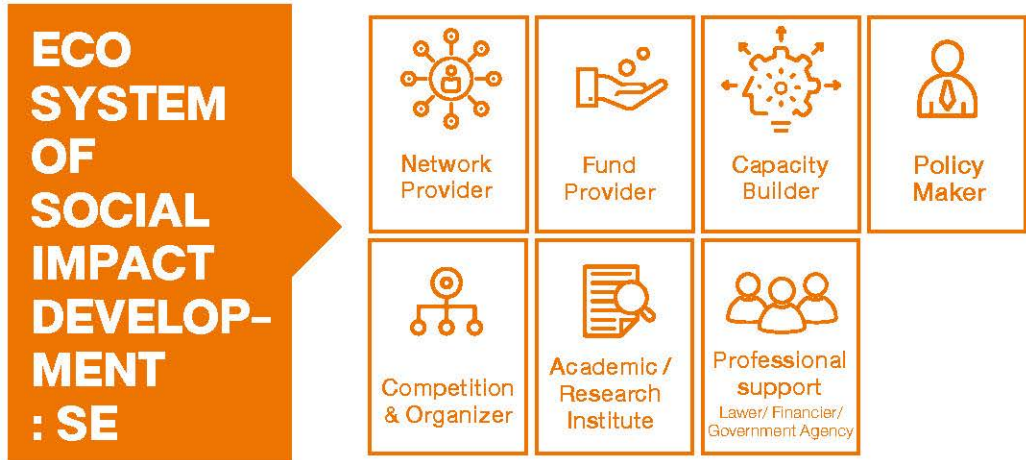 ECO
SYSTEM
OF
SOCIAL
IMPACT
DEVELOP-
MENT
: SE
Network
Provider
Fund
Provider
Capacity
Builder
Policy
Maker
Competition
& Organizer
Academic /
Research
Institute
Professional
support
Lawer/ Financier/
Government Agency